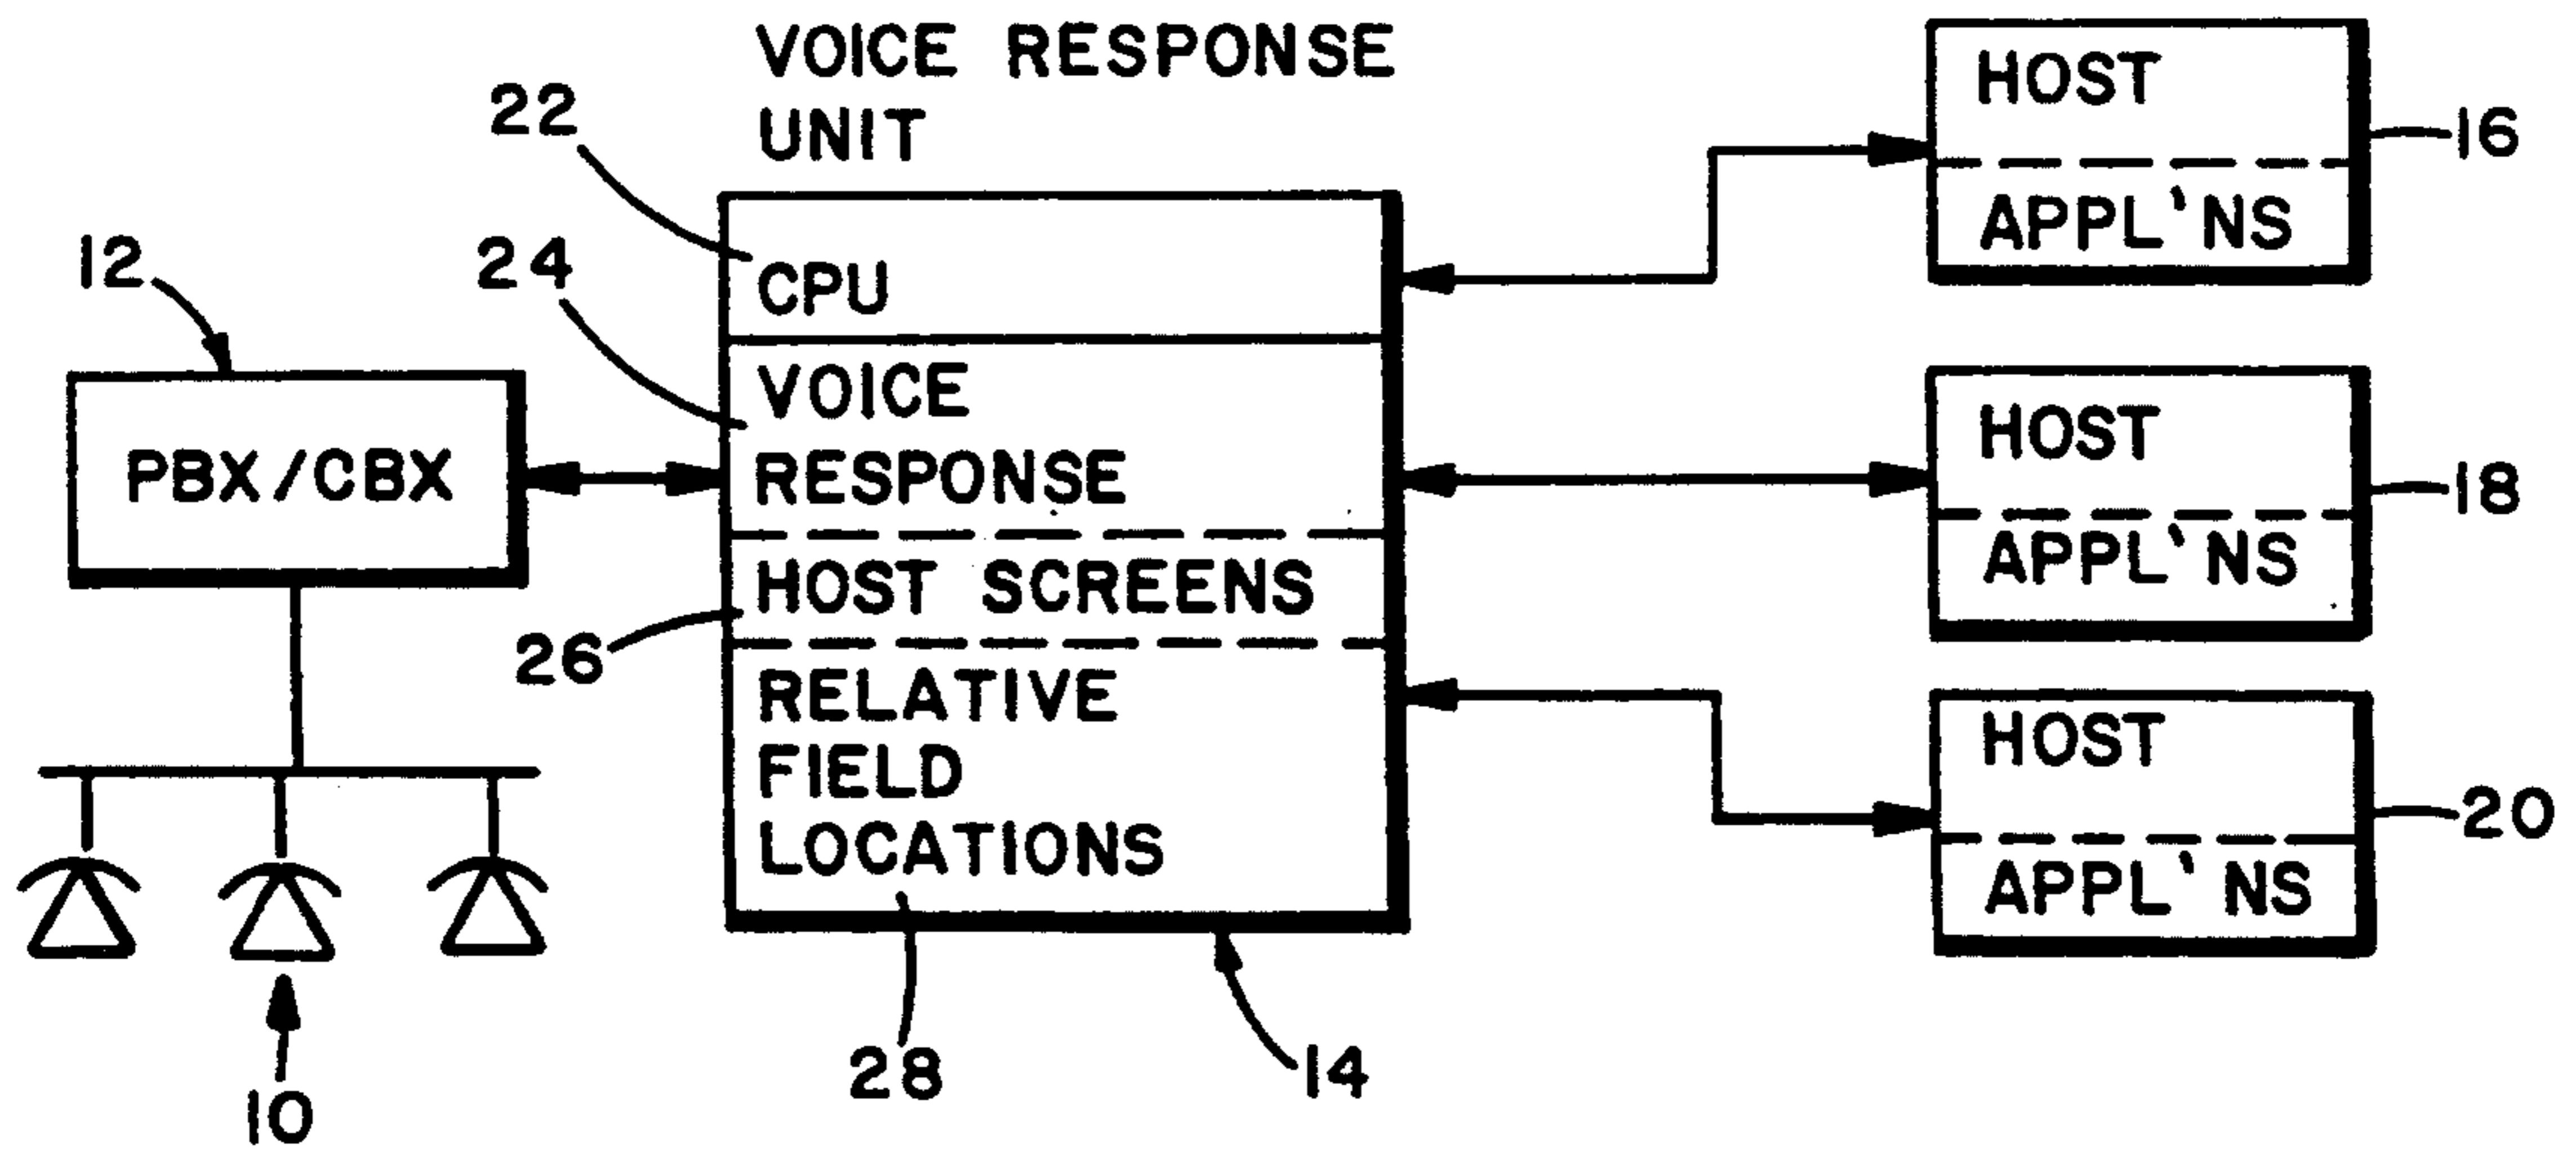 VOICE RESPONSE
UNIT
22
24
12
CPU
VOICE
RESPONSE
PBX/CBX
HOST SCREENS
26
RELATIVE
FIELD
LOCATIONS
28
14
10
HOST
APPL'NS
16
HOST
APPL'NS
18
HOST
APPL'NS
20